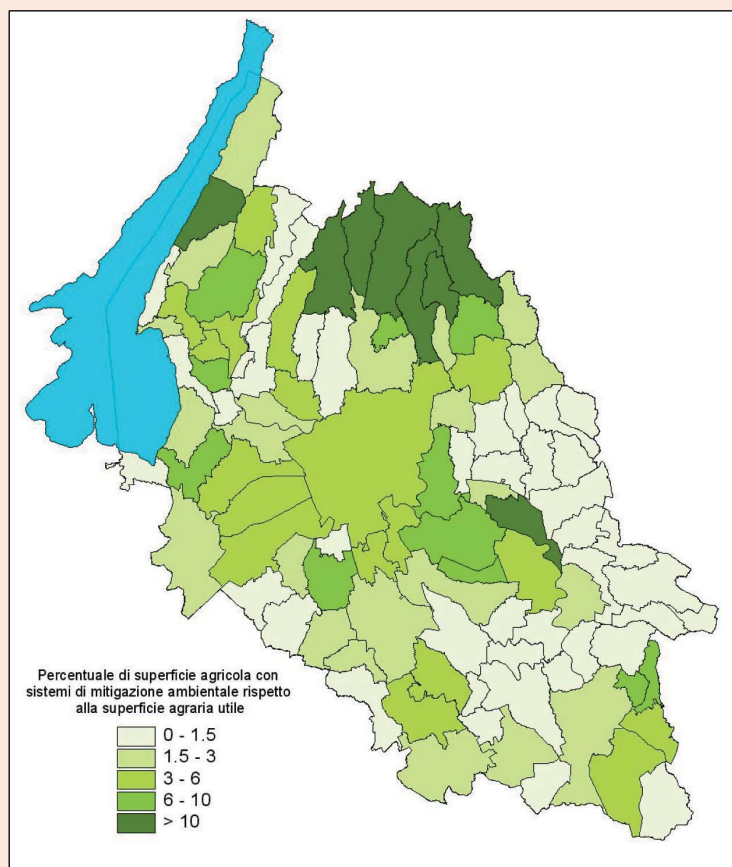 Percentuale di superficie agricola con
sistemi di mitigazione ambientale rispetto
alla superficie agraria utile
0 - 1.5
1.5 - 3
3 - 6
6 - 10
> 10